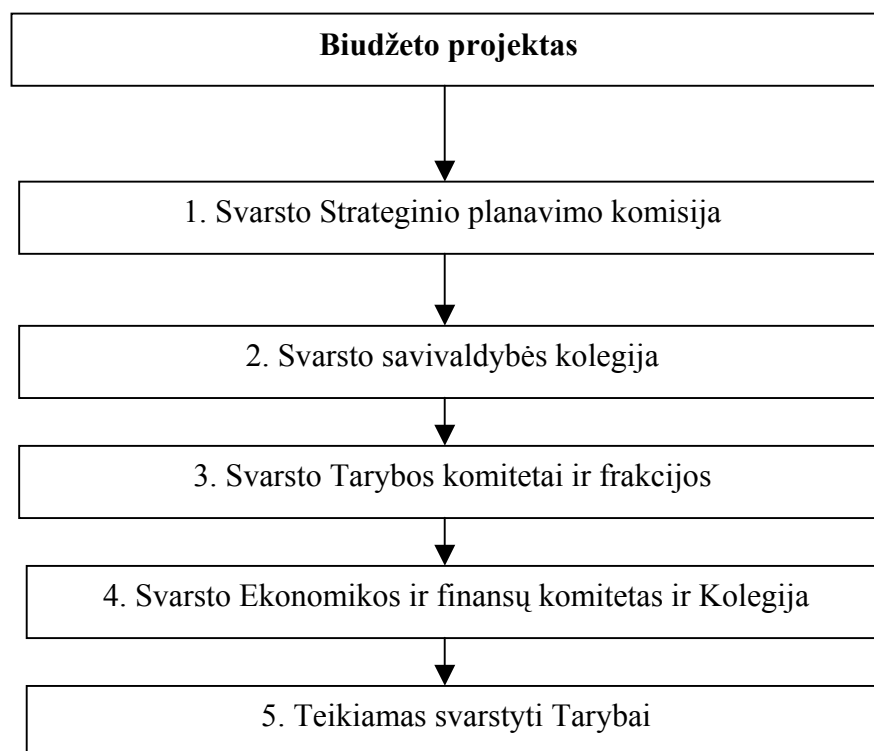 Biudžeto projektas
1. Svarsto Strateginio planavimo komisija
2. Svarsto savivaldybės kolegija
3. Svarsto Tarybos komitetai ir frakcijos
4. Svarsto Ekonomikos ir finansų komitetas ir Kolegija
5. Teikiamas svarstyti Tarybai